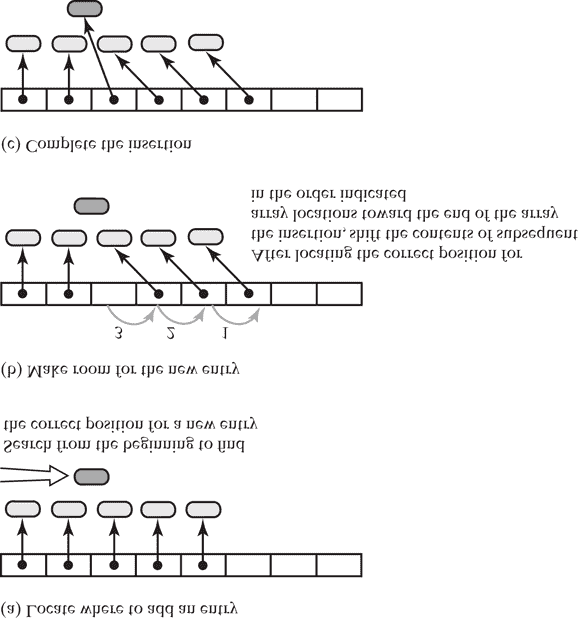 (a) Locate where to add an entry
Search from the beginning to find
the correct position for a new entry
(b) Make room for the new entry
3 2 1
After locating the correct position for
the insertion, shift the contents of subsequent
array locations toward the end of the array
in the order indicated
(c) Complete the insertion